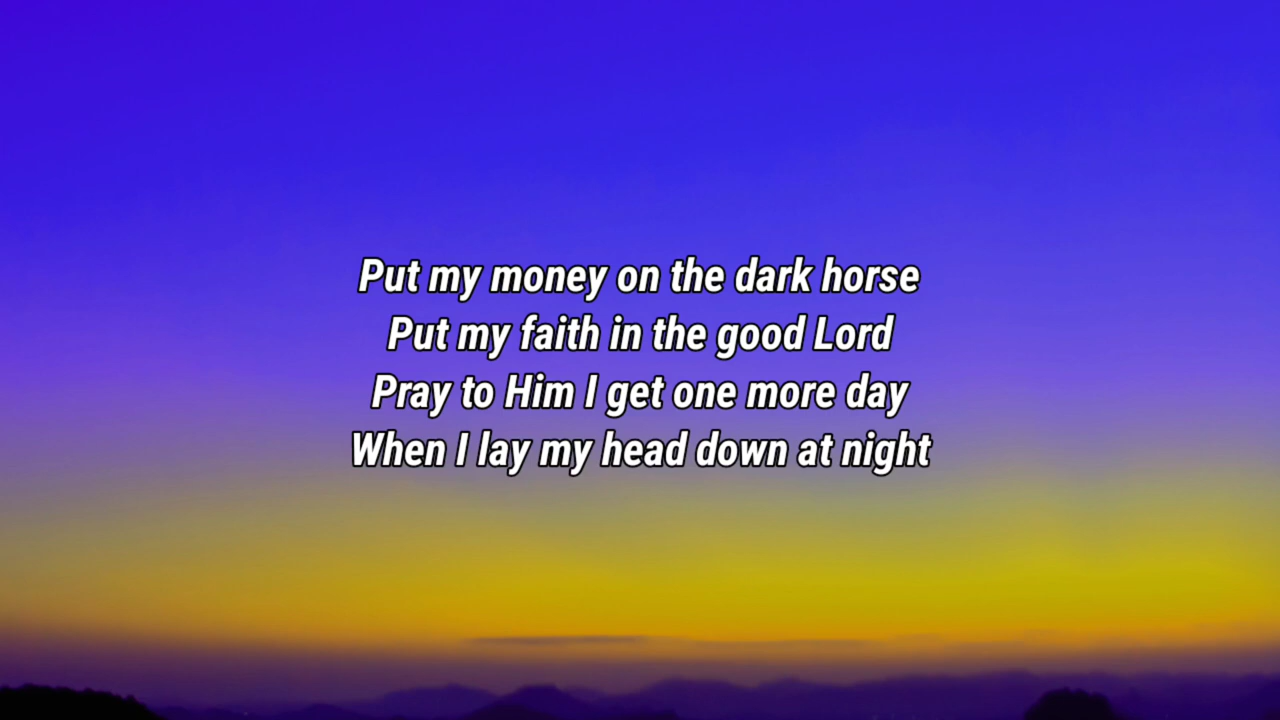 Put my money on the dark horse
Put my faith in the good Lord
Pray to Him I get one more day
When I lay my head down at night